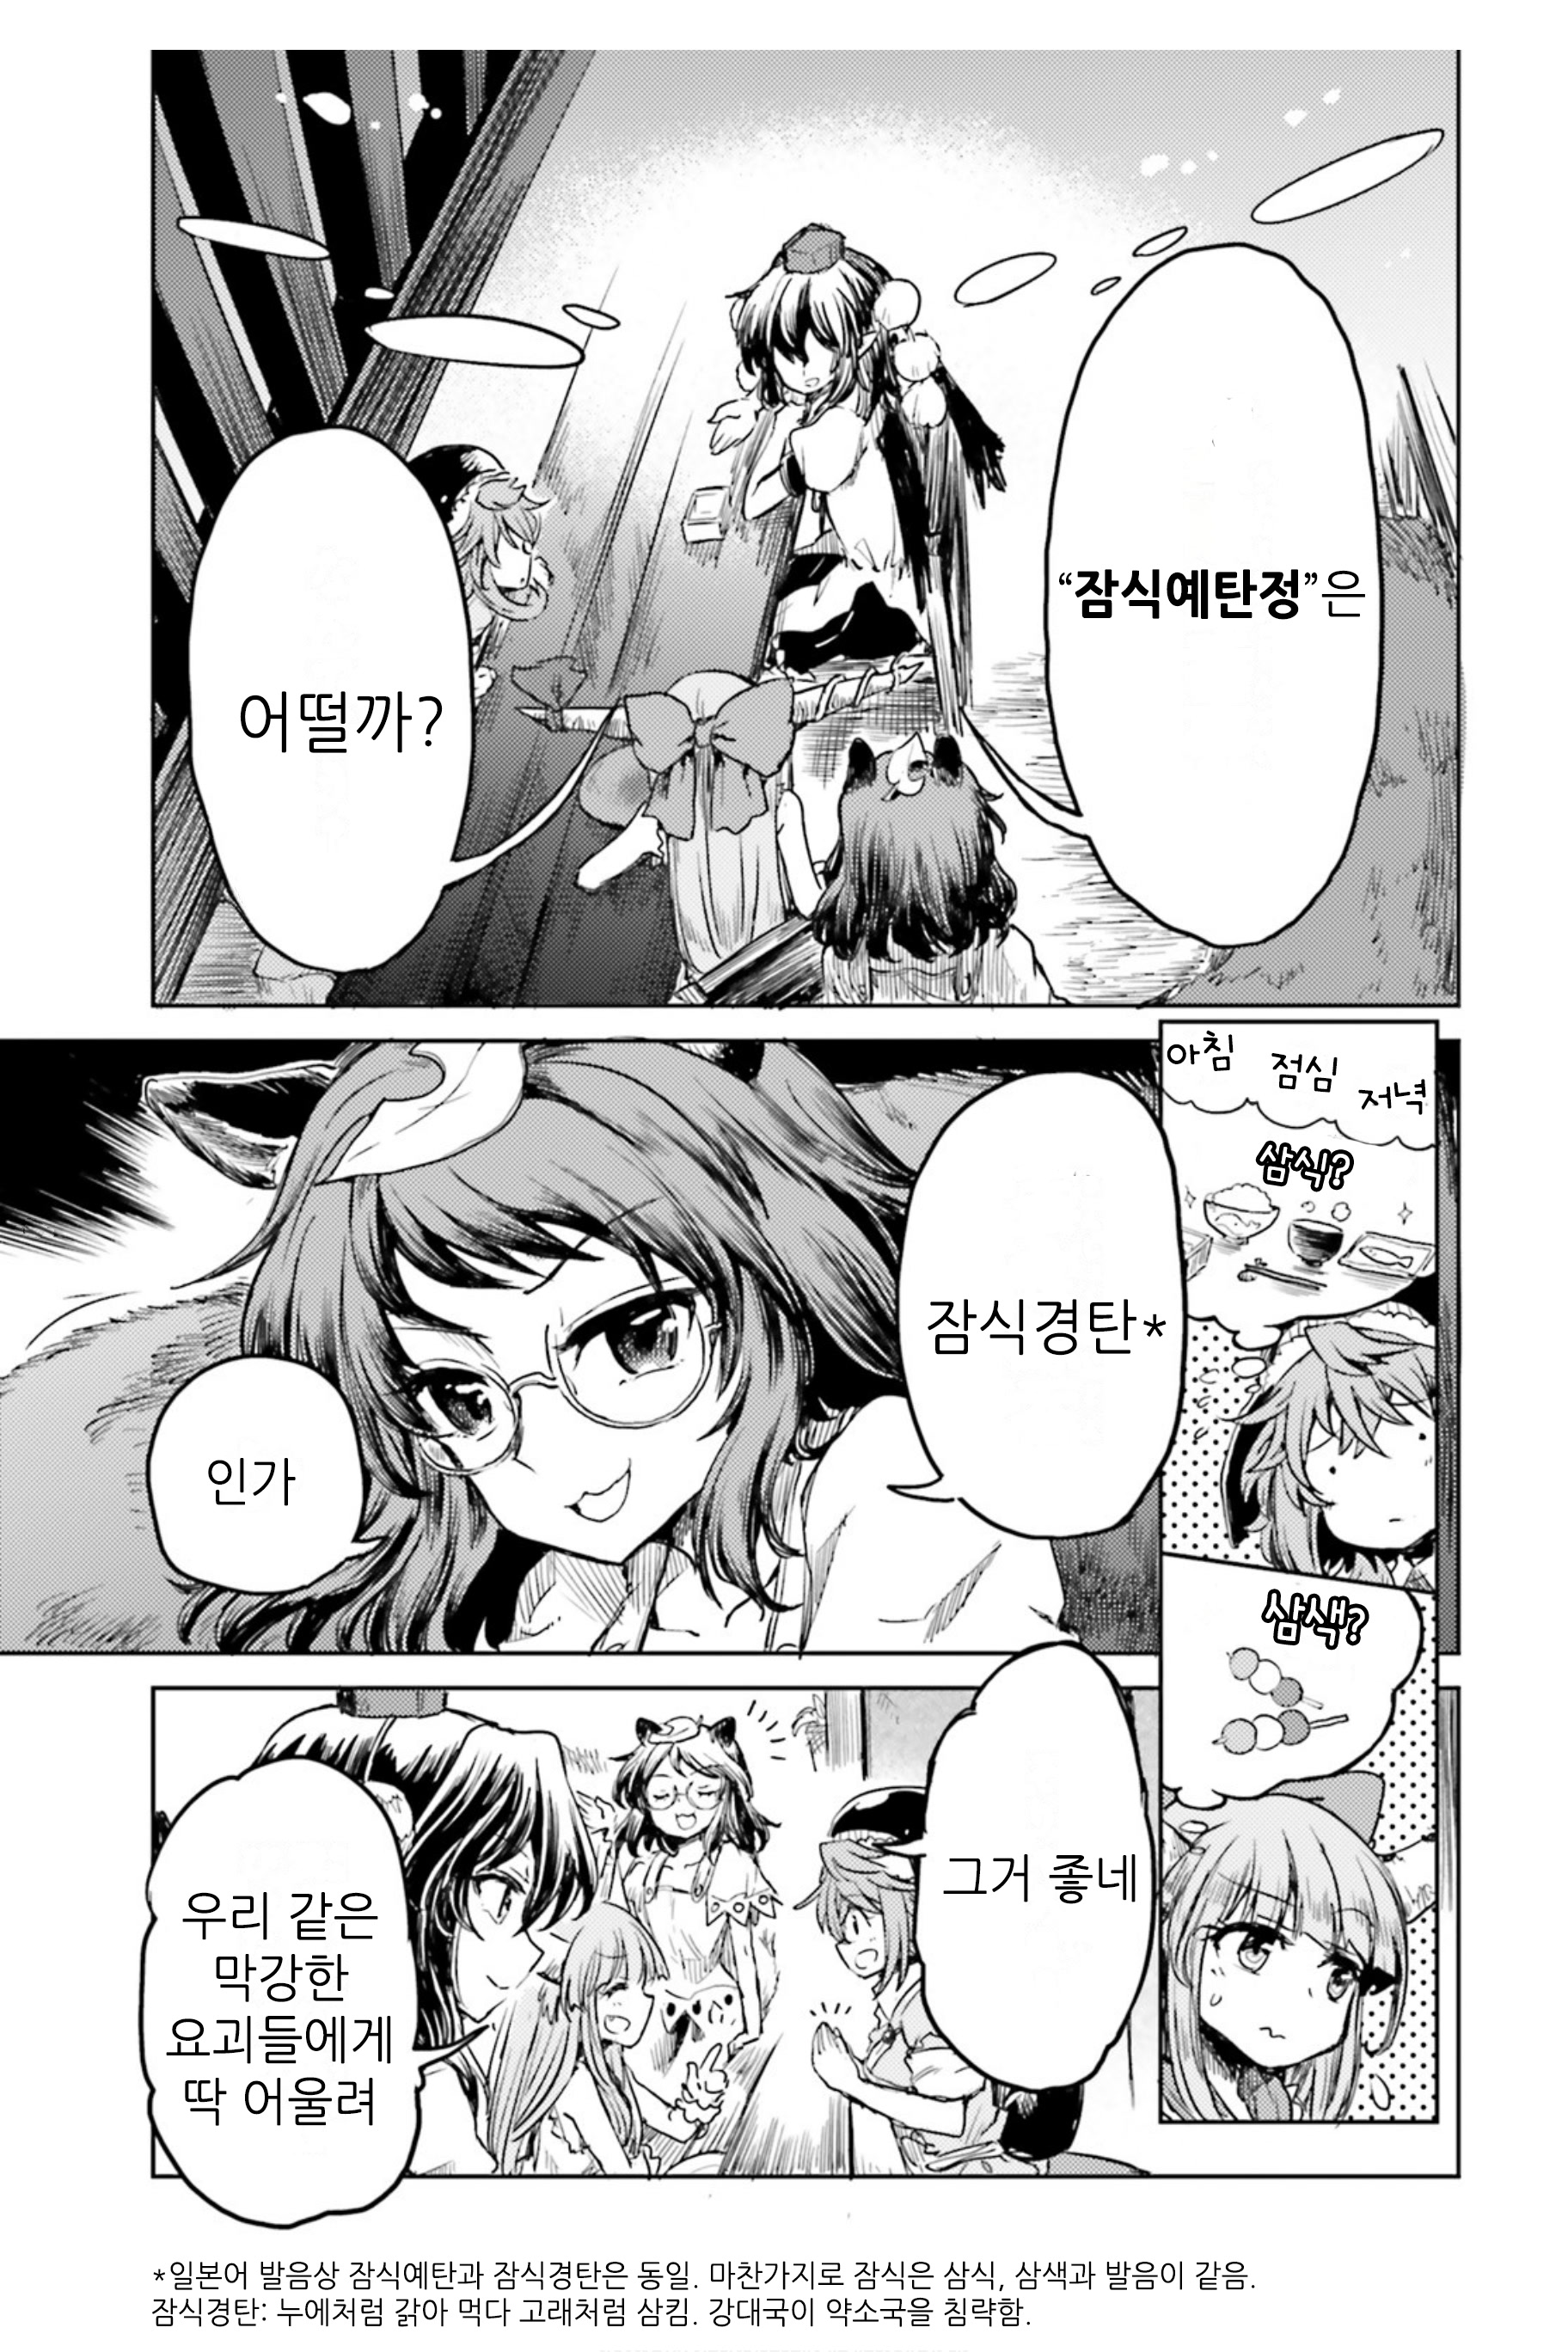 “잠식예탄정”은
어떨까?
아침 점심 저녁
삼식?
삼색?
잠식경탄*
인가
그거 좋네
우리 같은
막강한
요괴들에게
딱 어울려
*일본어 발음상 잠식예탄과 잠식경탄은 동일. 마찬가지로 잠식은 삼식, 삼색과 발음이 같음.
잠식경탄: 누에처럼 갉아 먹다 고래처럼 삼킴. 강대국이 약소국을 침략함.